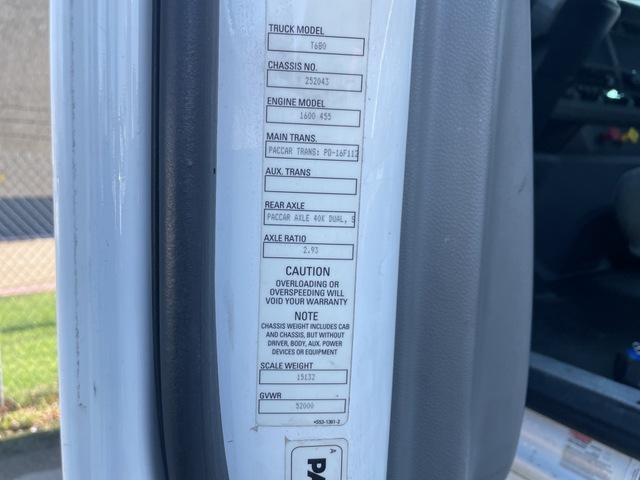 TRUCK MODEL
T680
CHASSIS NO.
252043
ENGINE MODEL
1600 455
MAIN TRANS.
PACCAR TRANS: PO-16F112
AUX. TRANS
REAR AXLE
PACCAR AXLE 40K DUAL, S
AXLE RATIO
2.93
CAUTION
OVERLOADING OR
OVERSPEEDING WILL
VOID YOUR WARRANTY
NOTE
CHASSIS WEIGHT INCLUDES CAB
AND CHASSIS, BUT WITHOUT
DRIVER, BODY, AUX. POWER
DEVICES OR EQUIPMENT
SCALE WEIGHT
15132
GVWR
52000
A
PA